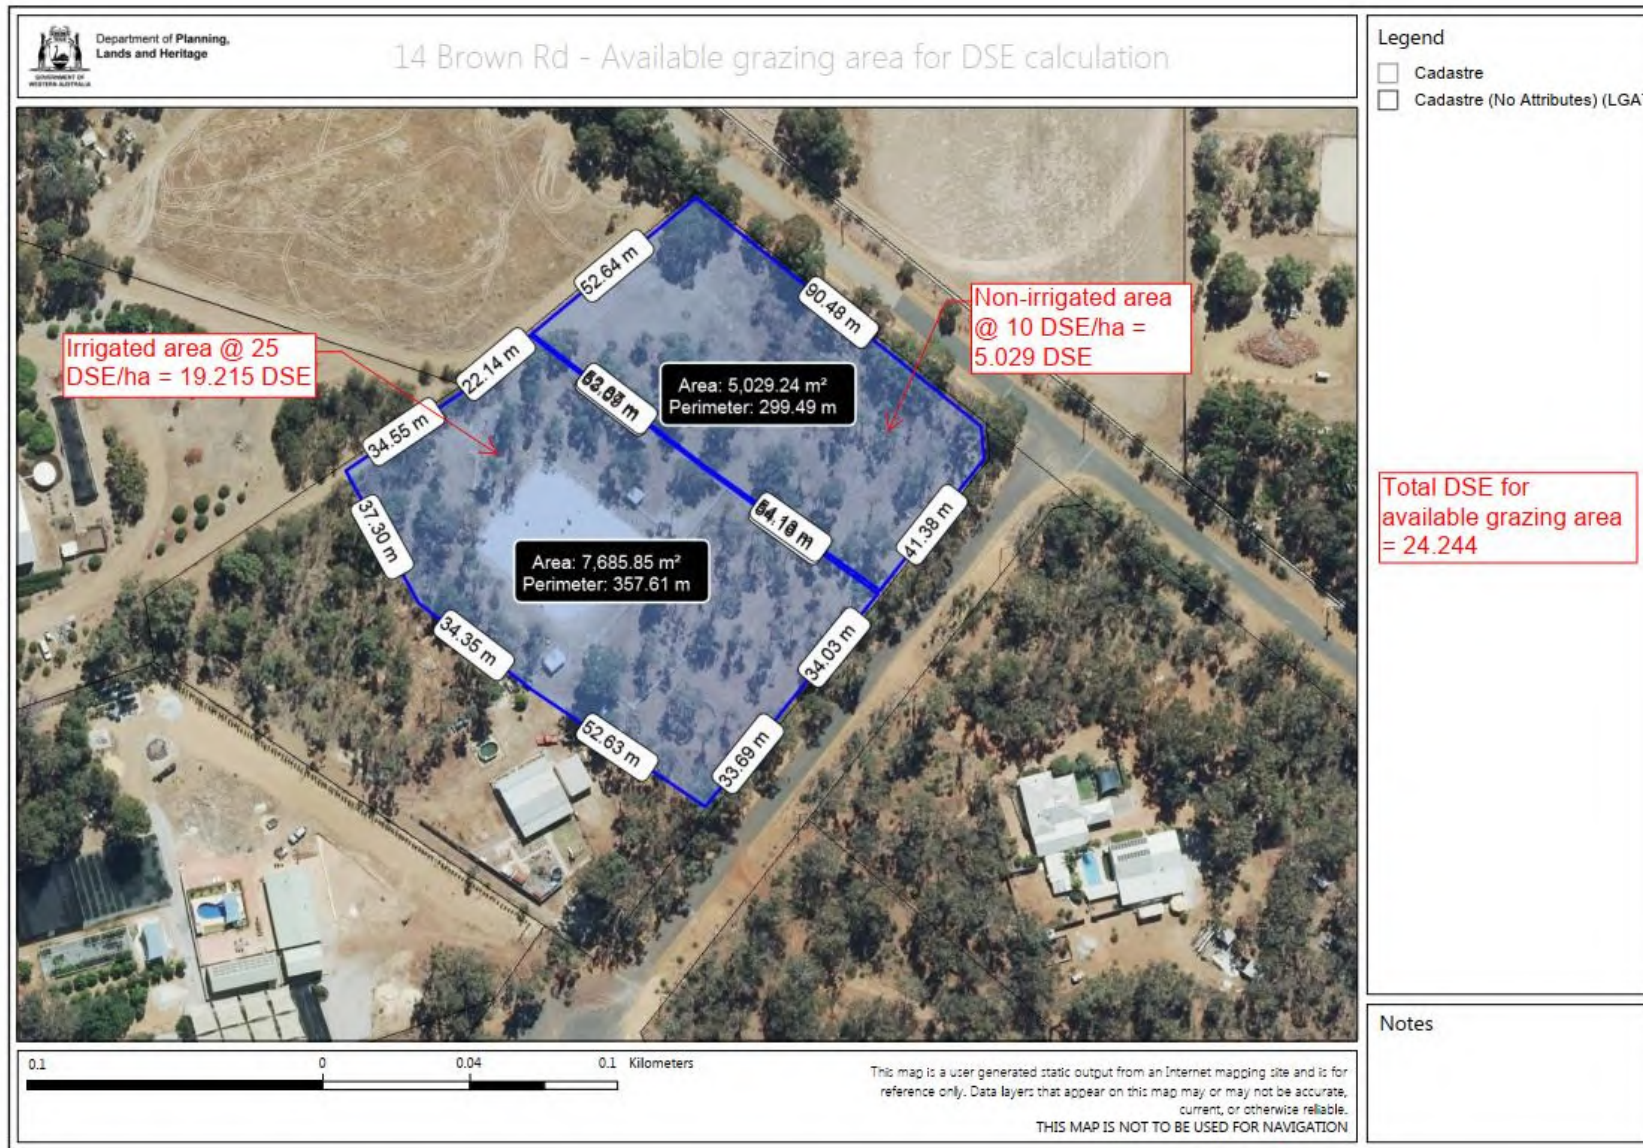 Department of Planning,
Lands and Heritage
GOVERNMENT OF
WESTERN AUSTRALIA
14 Brown Rd - Available grazing area for DSE calculation
Legend
Cadastre
Cadastre (No Attributes) (LGAT
52.64 m
90.48 m
Non-irrigated area
@ 10 DSE/ha =
5.029 DSE
Irrigated area @ 25
DSE/ha = 19.215 DSE
22.14 m
Area: 5,029.24 m²
Perimeter: 299.49 m
34.55 m
37.30 m
41.38 m
Area: 7,685.85 m²
Perimeter: 357.61 m
34.35 m
34.03 m
52.63 m
33.69 m
Total DSE for
available grazing area
= 24.244
Notes
0.1 0 0.04 0.1 Kilometers
This map is a user generated static output from an Internet mapping site and is for
reference only. Data layers that appear on this map may or may not be accurate,
current, or otherwise reliable.
THIS MAP IS NOT TO BE USED FOR NAVIGATION